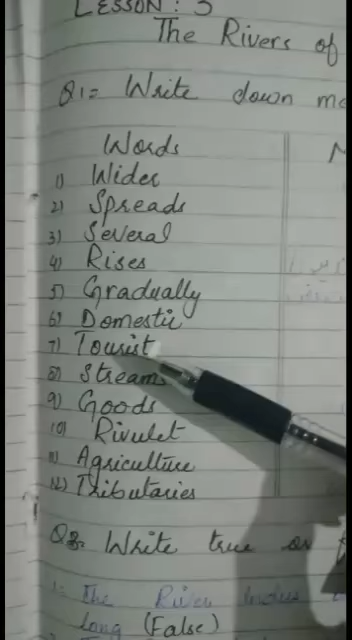 LESSON : 3
The Rivers of
Q1= Write down
Words
1) Wider
2) Spreads
3) Several
4) Rises
5) Gradually
6) Domestic
7) Tourist
8) Streams
9) Goods
10) Rivulet
11) Agriculture
12) Tributaries
Q2= Write true or
1. The River Indus
long (False)